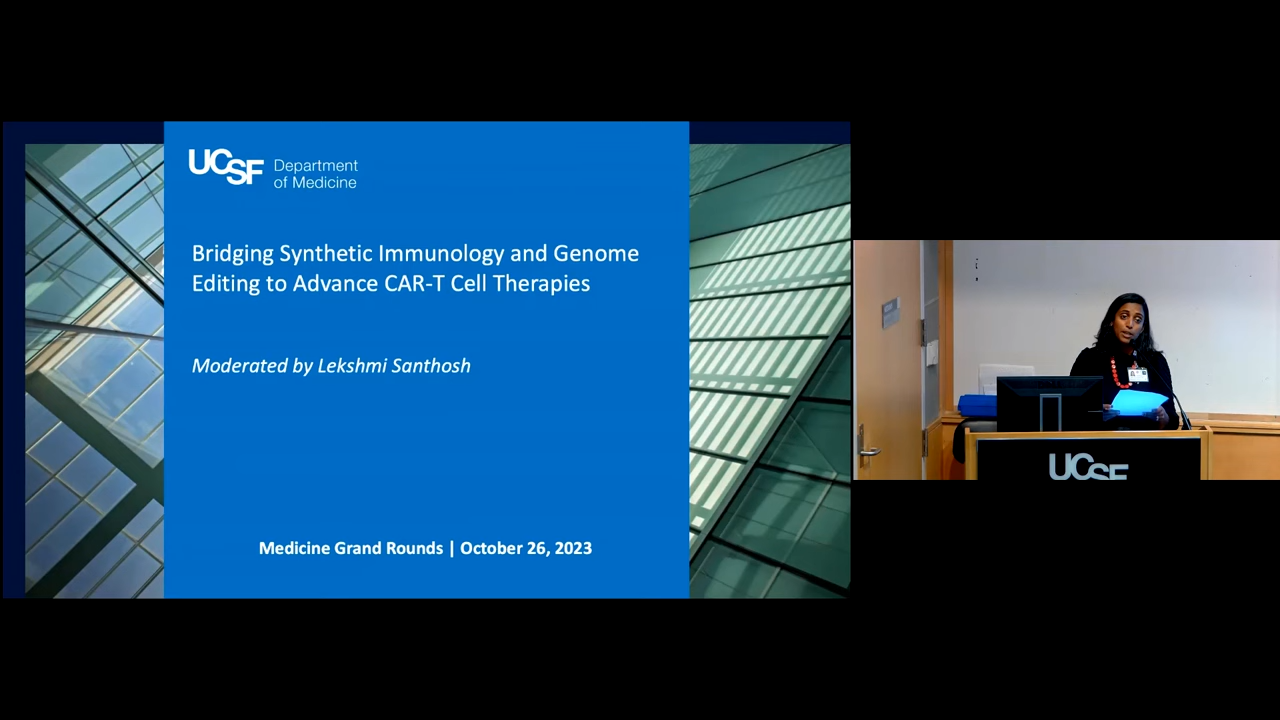 UCSF Department
of Medicine
Bridging Synthetic Immunology and Genome
Editing to Advance CAR-T Cell Therapies
Moderated by Lekshmi Santhosh
Medicine Grand Rounds | October 26, 2023
UCSF